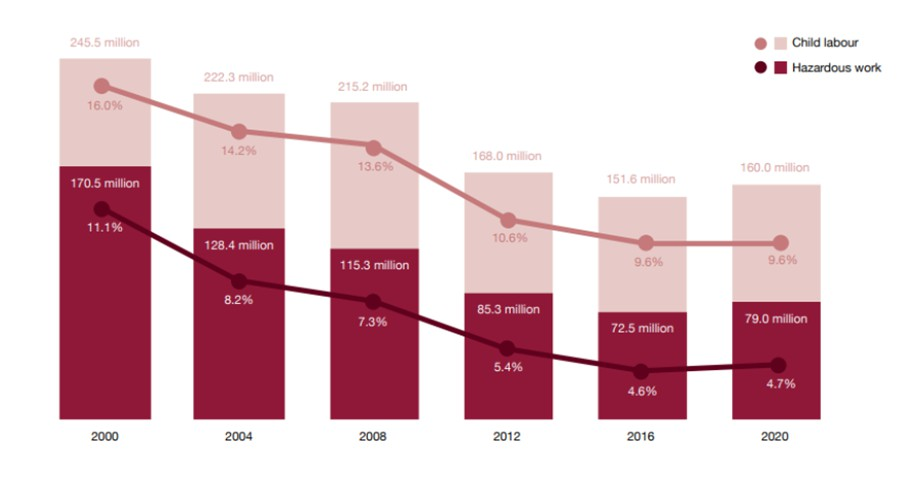 245.5 million
222.3 million
215.2 million
168.0 million
151.6 million
160.0 million
Child labour
Hazardous work
16.0%
14.2%
13.6%
10.6%
9.6%
9.6%
170.5 million
128.4 million
115.3 million
85.3 million
72.5 million
79.0 million
11.1%
8.2%
7.3%
5.4%
4.6%
4.7%
2000
2004
2008
2012
2016
2020